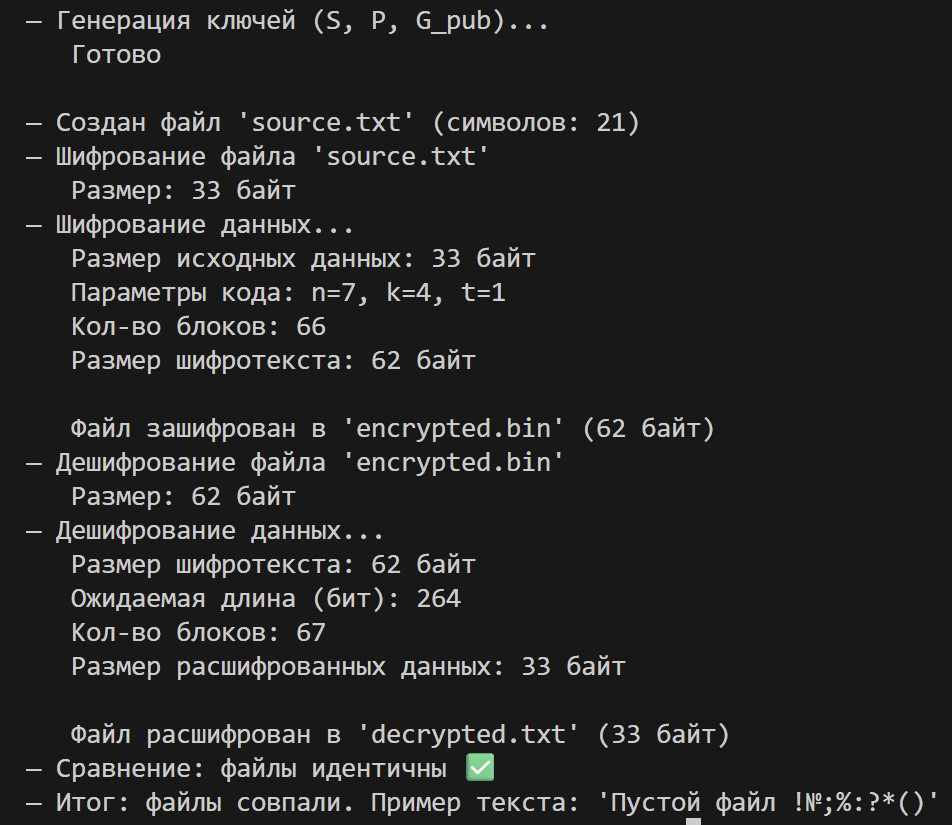 — Генерация ключей (S, P, G_pub)...
Готово
— Создан файл 'source.txt' (символов: 21)
— Шифрование файла 'source.txt'
Размер: 33 байт
— Шифрование данных...
Размер исходных данных: 33 байт
Параметры кода: n=7, k=4, t=1
Кол-во блоков: 66
Размер шифротекста: 62 байт
Файл зашифрован в 'encrypted.bin' (62 байт)
— Дешифрование файла 'encrypted.bin'
Размер: 62 байт
— Дешифрование данных...
Размер шифротекста: 62 байт
Ожидаемая длина (бит): 264
Кол-во блоков: 67
Размер расшифрованных данных: 33 байт
Файл расшифрован в 'decrypted.txt' (33 байт)
— Сравнение: файлы идентичны ✅
— Итог: файлы совпали. Пример текста: 'Пустой файл !№;%:?*()'